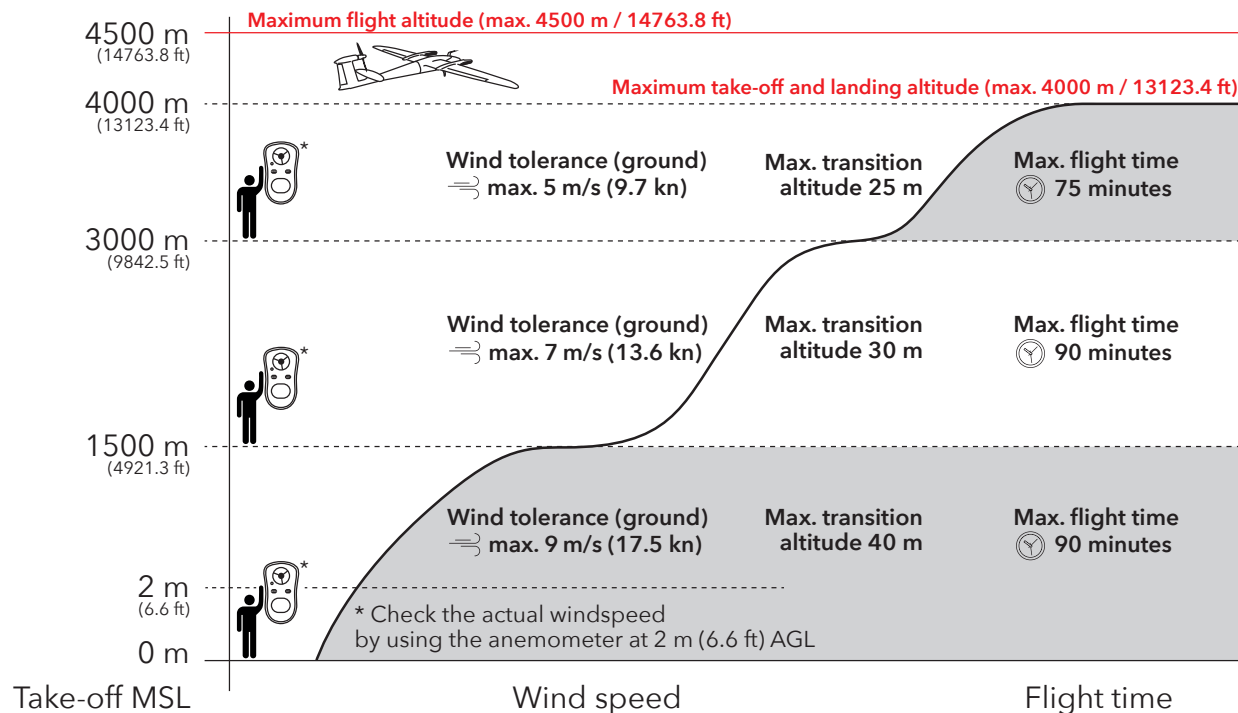 Maximum flight altitude (max. 4500 m / 14763.8 ft)
4500 m
(14763.8 ft)
Maximum take-off and landing altitude (max. 4000 m / 13123.4 ft)
4000 m
(13123.4 ft)
*
Wind tolerance (ground)
max. 5 m/s (9.7 kn)
Max. transition
altitude 25 m
Max. flight time
75 minutes
3000 m
(9842.5 ft)
*
Wind tolerance (ground)
max. 7 m/s (13.6 kn)
Max. transition
altitude 30 m
Max. flight time
90 minutes
1500 m
(4921.3 ft)
Wind tolerance (ground)
max. 9 m/s (17.5 kn)
Max. transition
altitude 40 m
Max. flight time
90 minutes
*
2 m
(6.6 ft)
* Check the actual windspeed
by using the anemometer at 2 m (6.6 ft) AGL
0 m
Take-off MSL
Wind speed
Flight time